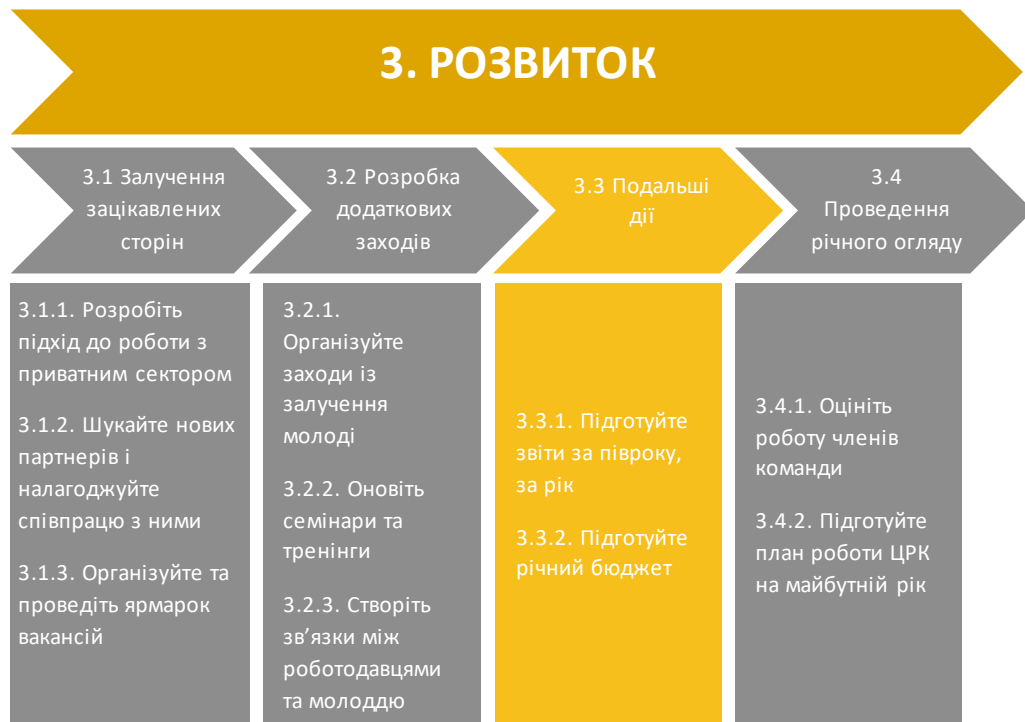 3. РОЗВИТОК
3.1 Залучення
зацікавлених
сторін
3.2 Розробка
додаткових
заходів
3.3 Подальші
дії
3.4
Проведення
річного огляду
3.1.1. Розробіть
підхід до роботи з
приватним сектором
3.1.2. Шукайте нових
партнерів і
налагоджуйте
співпрацю з ними
3.1.3. Організуйте та
проведіть ярмарок
вакансій
3.2.1.
Організуйте
заходи із
залучення
молоді
3.2.2. Оновіть
семінари та
тренінги
3.2.3. Створіть
зв’язки між
роботодавцями
та молоддю
3.3.1. Підготуйте
звіти за півроку,
за рік
3.3.2. Підготуйте
річний бюджет
3.4.1. Оцініть
роботу членів
команди
3.4.2. Підготуйте
план роботи ЦРК
на майбутній рік